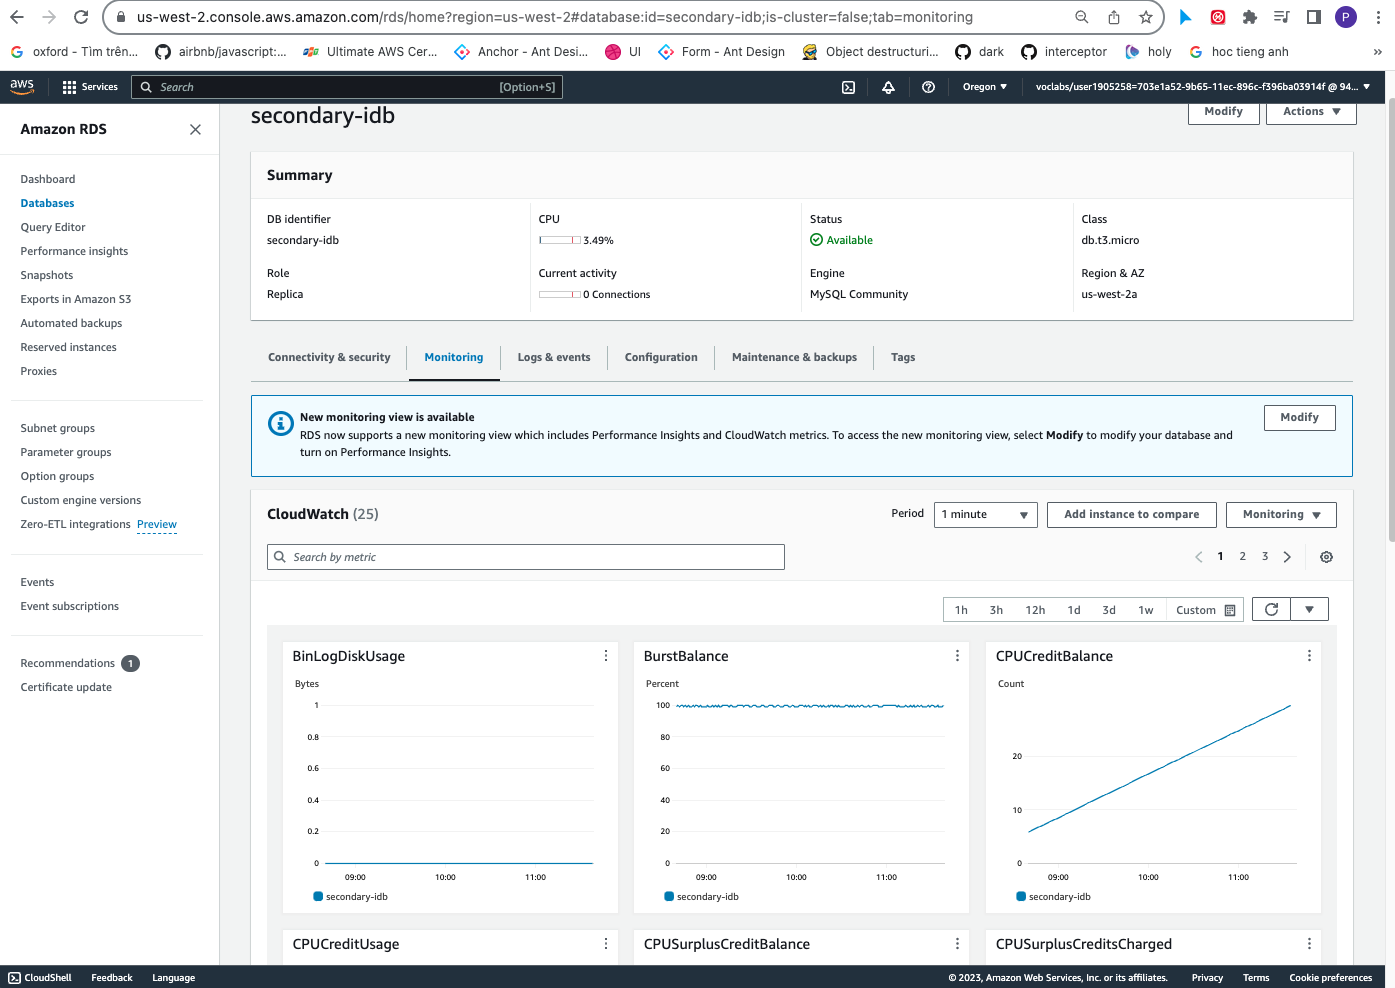 us-west-2.console.aws.amazon.com/rds/home?region=us-west-2#database:id=secondary-idb;is-cluster=false;tab=monitoring
P
oxford - Tìm trên... airbnb/javascript:... Ultimate AWS Cer... Anchor - Ant Desi... UI Form - Ant Design Object destructuri... dark interceptor holy hoc tieng anh »
aws Services Search [Option+S] Oregon ▼ voclabs/user1905258=703e1a52-9b65-11ec-896c-f396ba03914f @ 94... ▼
Amazon RDS
Dashboard
Databases
Query Editor
Performance insights
Snapshots
Exports in Amazon S3
Automated backups
Reserved instances
Proxies
Subnet groups
Parameter groups
Option groups
Custom engine versions
Zero-ETL integrations Preview
Events
Event subscriptions
Recommendations 1
Certificate update
secondary-idb
Modify Actions ▼
Summary
DB identifier
secondary-idb
CPU
3.49%
Status
Available
Class
db.t3.micro
Role
Replica
Current activity
0 Connections
Engine
MySQL Community
Region & AZ
us-west-2a
Connectivity & security Monitoring Logs & events Configuration Maintenance & backups Tags
New monitoring view is available
RDS now supports a new monitoring view which includes Performance Insights and CloudWatch metrics. To access the new monitoring view, select Modify to modify your database and
turn on Performance Insights.
Modify
CloudWatch (25)
Period 1 minute ▼ Add instance to compare Monitoring ▼
Search by metric
1 2 3
1h 3h 12h 1d 3d 1w Custom
BinLogDiskUsage
Bytes
1
0.8
0.6
0.4
0.2
0
09:00 10:00 11:00
secondary-idb
BurstBalance
Percent
100
80
60
40
20
0
09:00 10:00 11:00
secondary-idb
CPUCreditBalance
Count
20
10
0
09:00 10:00 11:00
secondary-idb
CPUCreditUsage
CPUSurplusCreditBalance
CPUSurplusCreditsCharged
CloudShell Feedback Language © 2023, Amazon Web Services, Inc. or its affiliates. Privacy Terms Cookie preferences